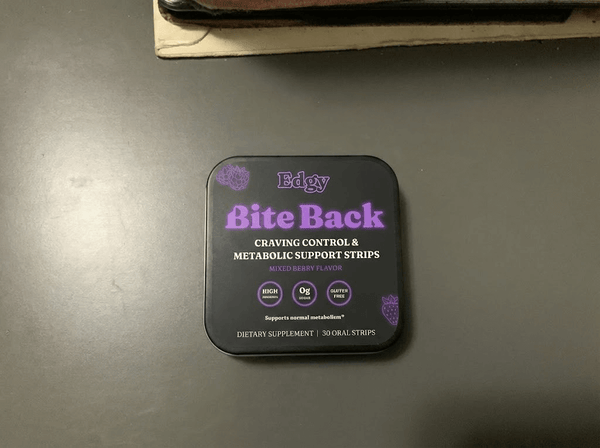 Edgy
Bite Back
CRAVING CONTROL &
METABOLIC SUPPORT STRIPS
MIXED BERRY FLAVOR
HIGH
0g
SUGAR
GLUTEN
FREE
Supports normal metabolism*
DIETARY SUPPLEMENT | 30 ORAL STRIPS